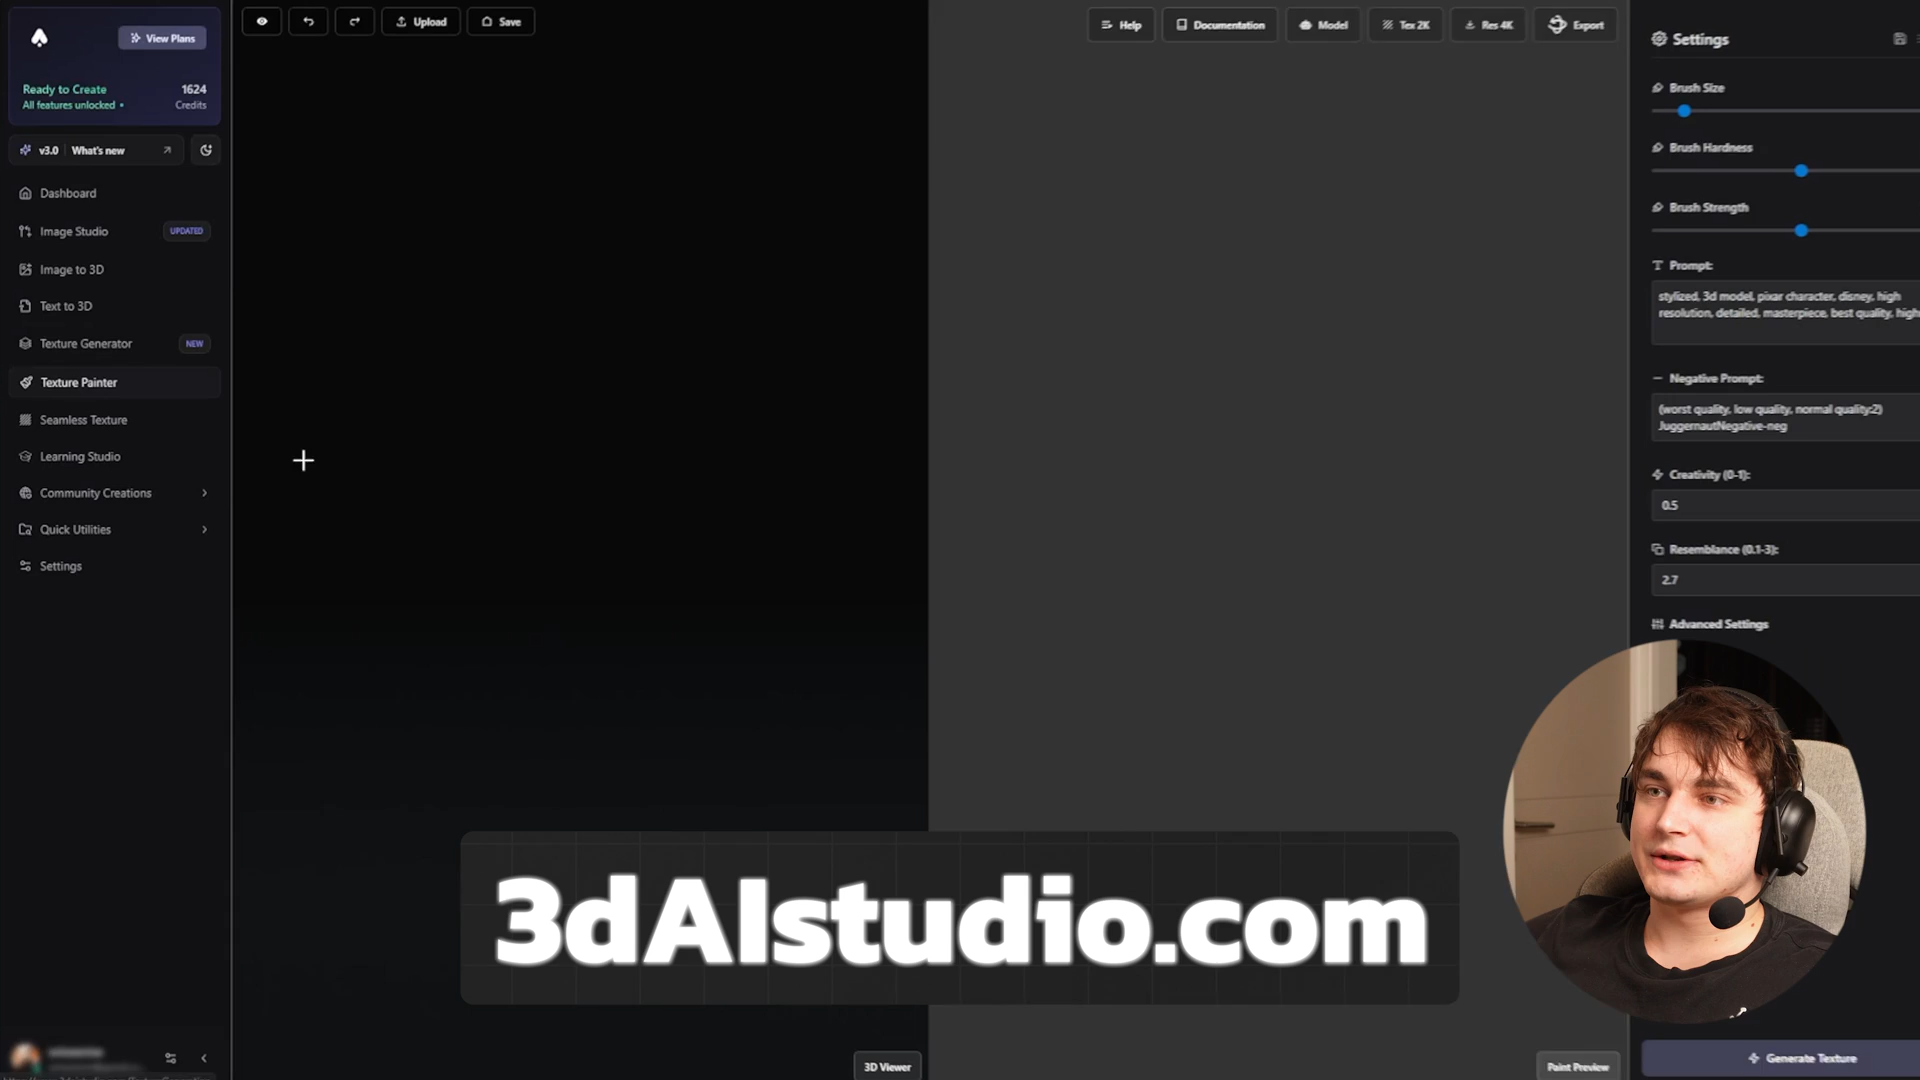 View Plans
Ready to Create
1624
All features unlocked •
Credits
v3.0 | What's new
Dashboard
Image Studio
UPDATED
Image to 3D
Text to 3D
Texture Generator
NEW
Texture Painter
Seamless Texture
Learning Studio
Community Creations
Quick Utilities
Settings
Upload
Save
3D Viewer
Help
Documentation
Model
Tex 2K
Res 4K
Export
Paint Preview
Settings
Brush Size
Brush Hardness
Brush Strength
Prompt:
stylized, 3d model, pixar character, disney, high
resolution, detailed, masterpiece, best quality, high
Negative Prompt:
(worst quality, low quality, normal quality:2)
JuggernautNegative-neg
Creativity (0-1):
0.5
Resemblance (0.1-3):
2.7
Advanced Settings
Generate Texture
3dAIstudio.com